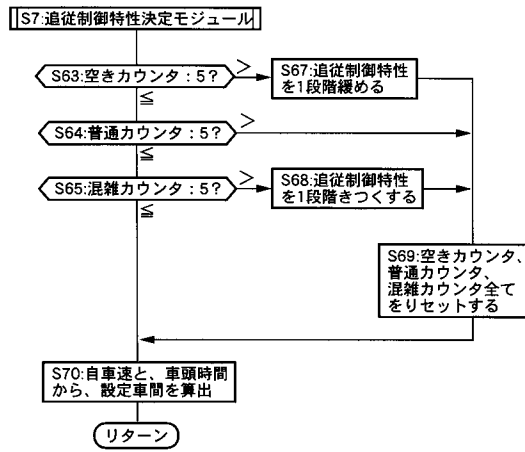 S7:追従制御特性決定モジュール
S63:空きカウンタ:5?
>
≦
S67:追従制御特性
を1段階緩める
S64:普通カウンタ:5?
>
≦
S65:混雑カウンタ:5?
>
≦
S68:追従制御特性
を1段階きつくする
S69:空きカウンタ、
普通カウンタ、
混雑カウンタ全て
をリセットする
S70:自車速と、車頭時間
から、設定車間を算出
リターン